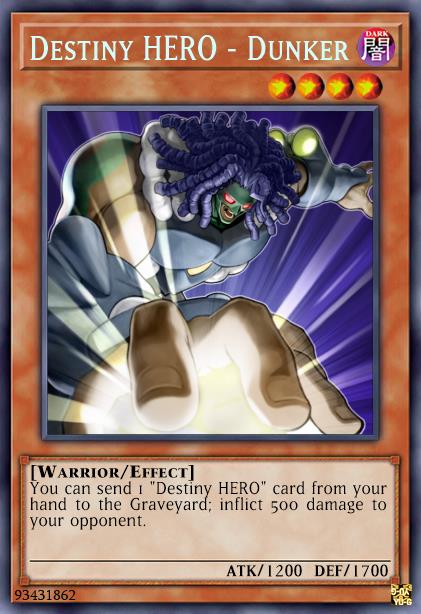 Destiny HERO - Dunker
DARK
闇
[Warrior/Effect]
You can send 1 "Destiny HERO" card from your
hand to the Graveyard; inflict 500 damage to
your opponent.
ATK/1200 DEF/1700
93431862